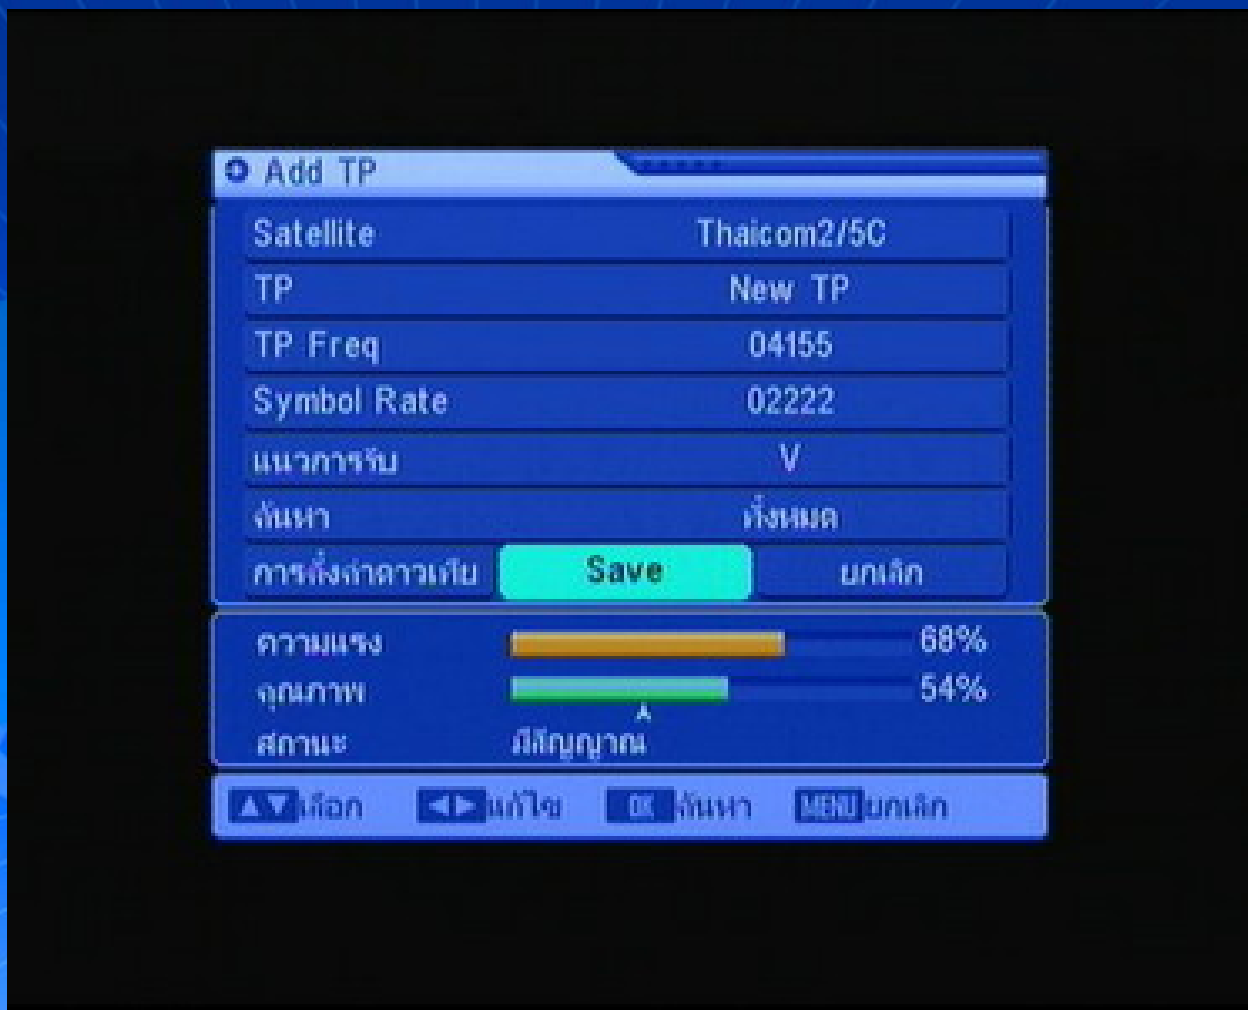 Add TP
Satellite Thaicom2/5C
TP New TP
TP Freq 04155
Symbol Rate 02222
แนวการรับ V
ค้นหา ทั้งหมด
การตั้งค่าดาวเทีย Save ยกเลิก
ความแรง 68%
คุณภาพ 54%
สถานะ มีสัญญาณ
เลือก แก้ไข OK ค้นหา MENU ยกเลิก